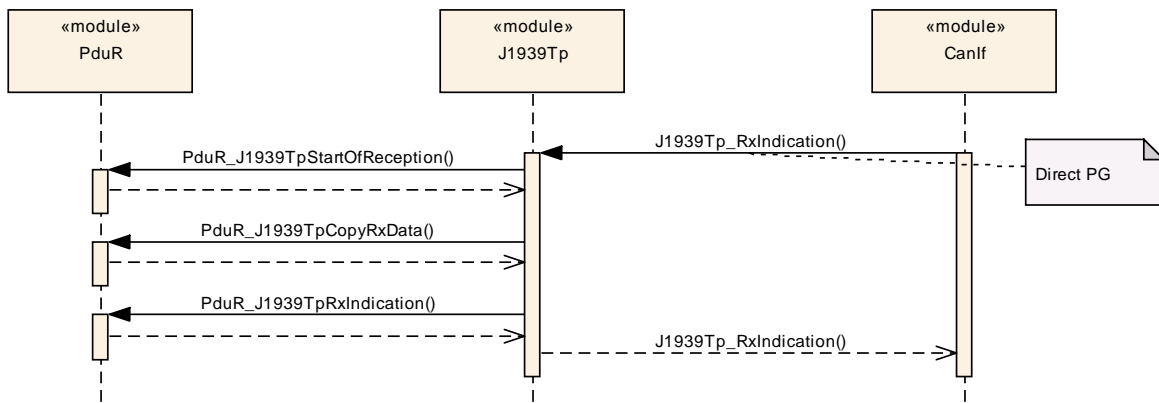 «module»
PduR
«module»
J1939Tp
«module»
CanIf
J1939Tp_RxIndication()
PduR_J1939TpStartOfReception()
Direct PG
PduR_J1939TpCopyRxData()
PduR_J1939TpRxIndication()
J1939Tp_RxIndication()